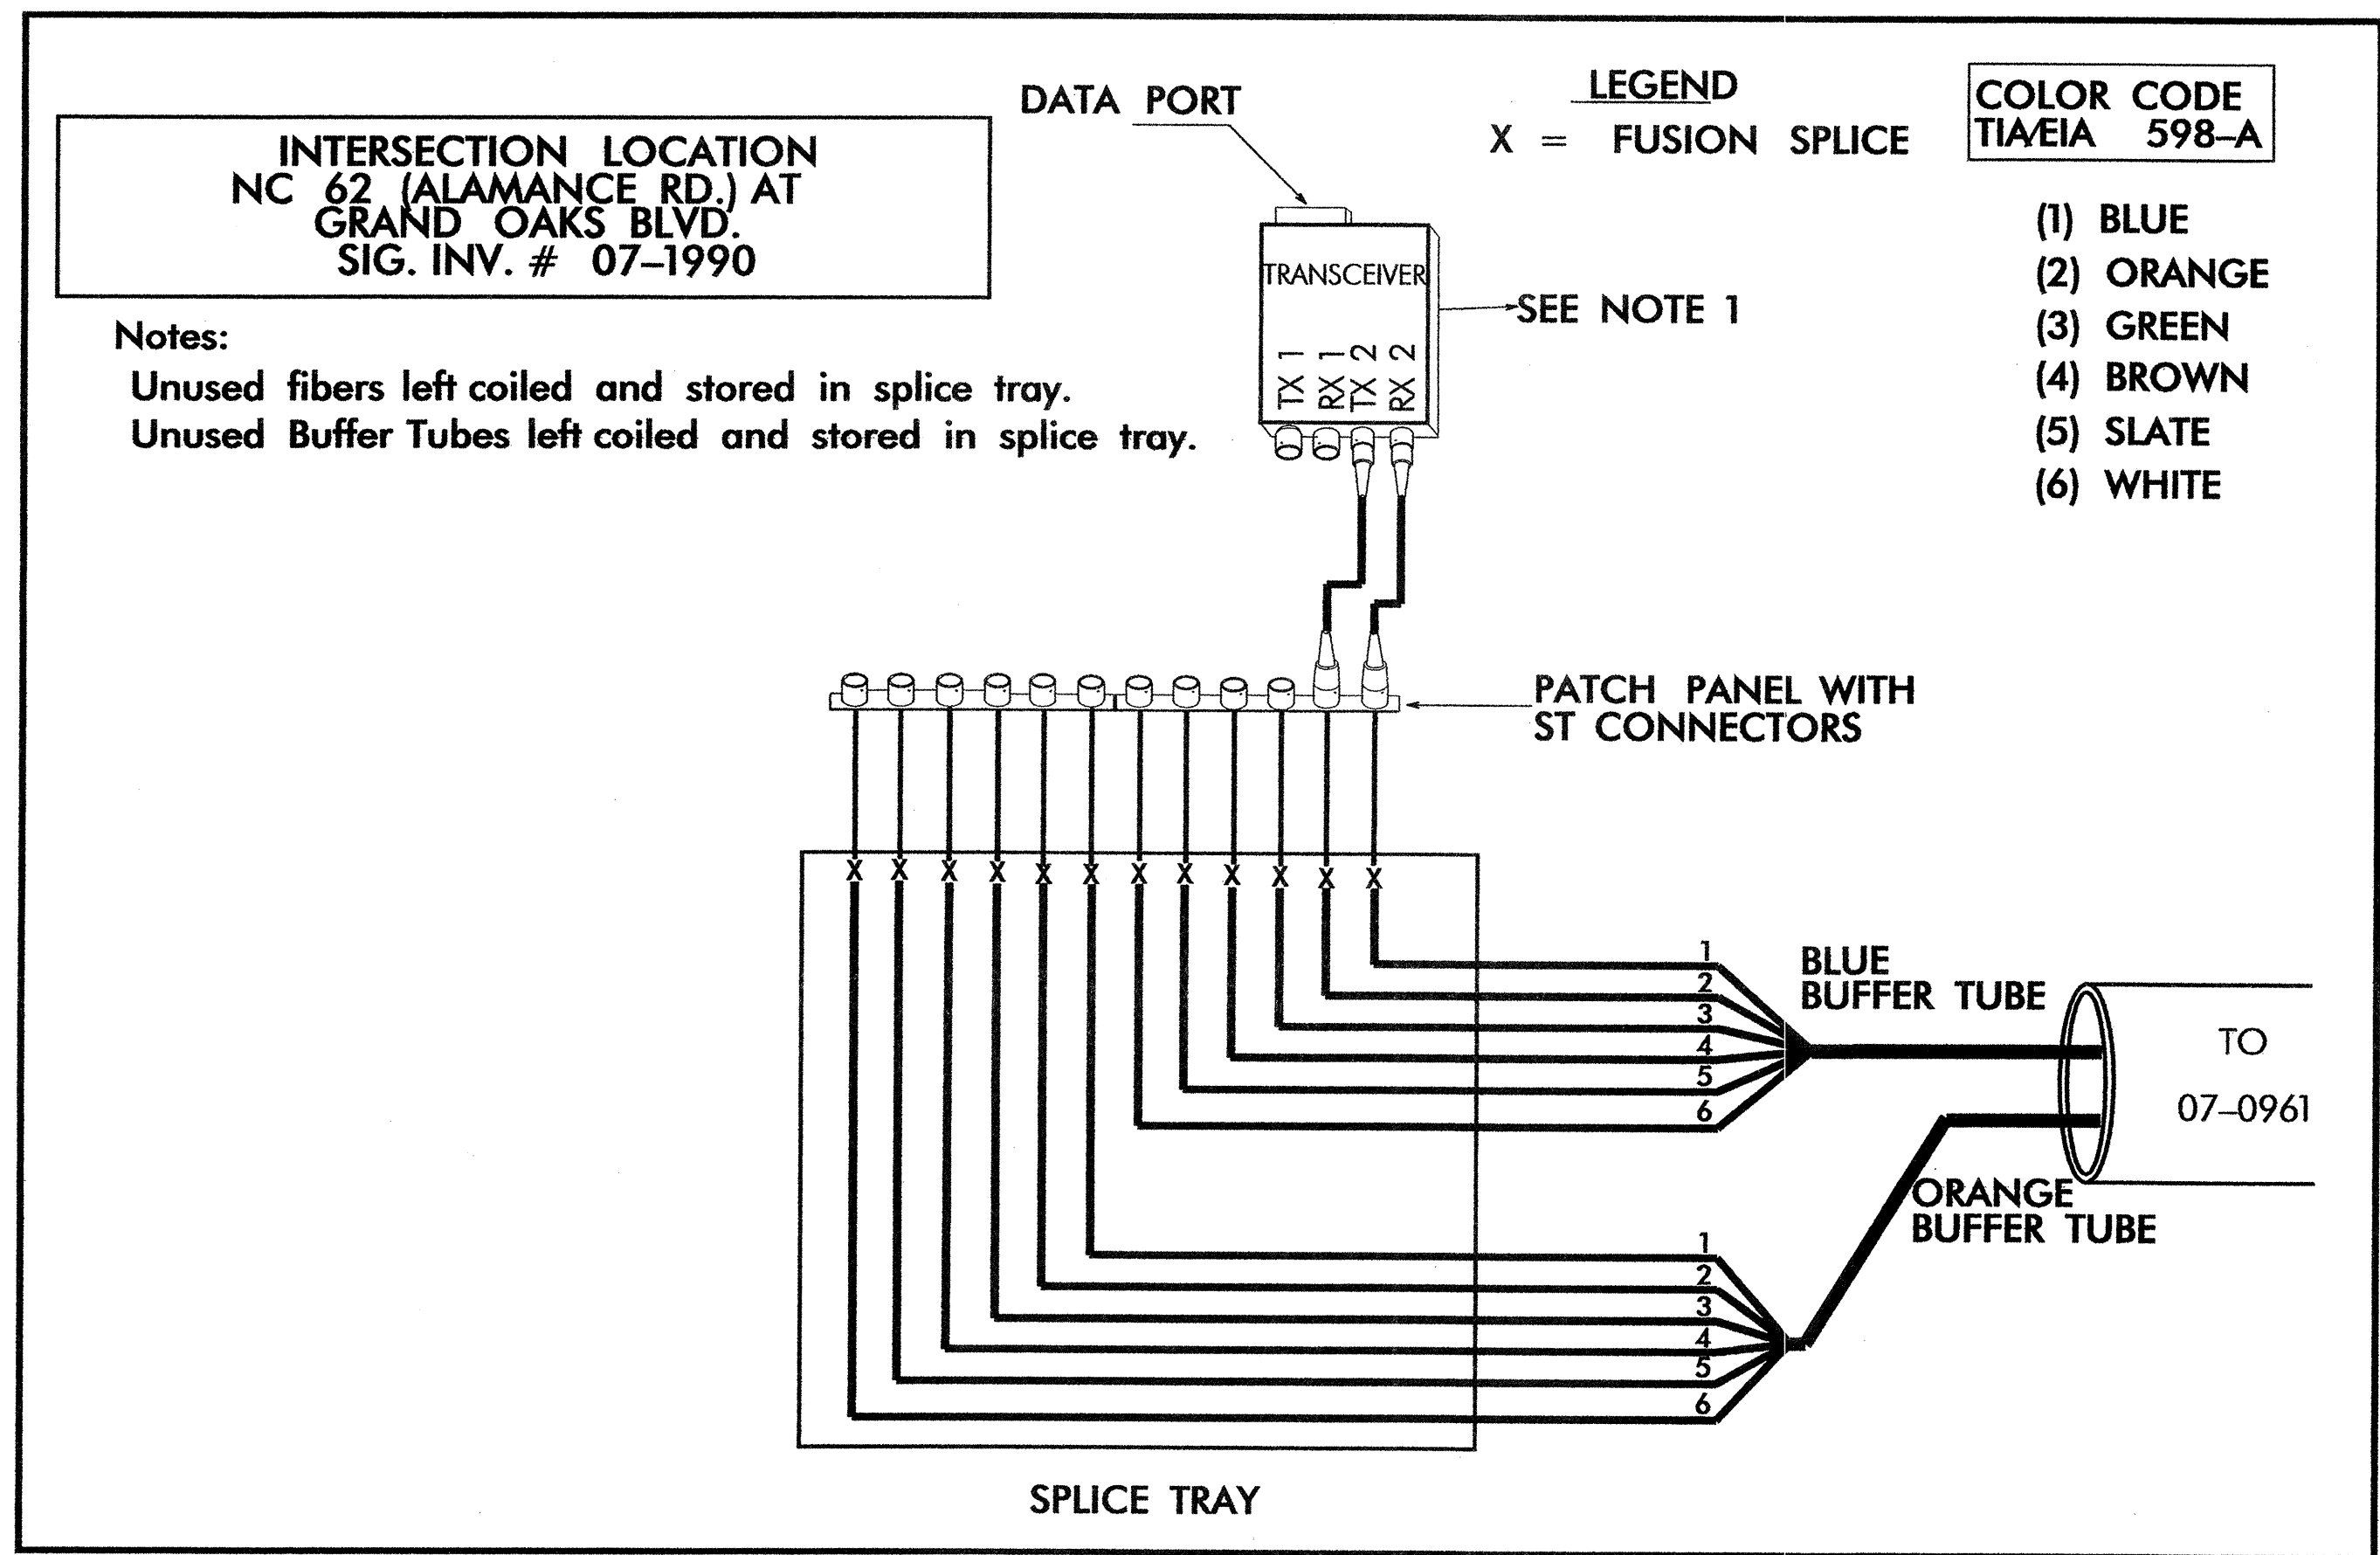 INTERSECTION LOCATION
NC 62 (ALAMANCE RD.) AT
GRAND OAKS BLVD.
SIG. INV. # 07-1990
Notes:
Unused fibers left coiled and stored in splice tray.
Unused Buffer Tubes left coiled and stored in splice tray.
DATA PORT
LEGEND
X = FUSION SPLICE
COLOR CODE
TIA/EIA 598-A
(1) BLUE
(2) ORANGE
(3) GREEN
(4) BROWN
(5) SLATE
(6) WHITE
TRANSCEIVER
TX 1
RX 1
TX 2
RX 2
SEE NOTE 1
PATCH PANEL WITH
ST CONNECTORS
X X X X X X X X X X X X
1
2
3
4
5
6
BLUE
BUFFER TUBE
TO
07-0961
ORANGE
BUFFER TUBE
1
2
3
4
5
6
SPLICE TRAY